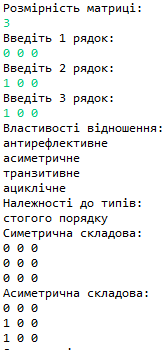 Розмірність матриці:
3
Введіть 1 рядок:
0 0 0
Введіть 2 рядок:
1 0 0
Введіть 3 рядок:
1 0 0
Властивості відношення:
антирефлективне
асиметричне
транзитивне
ациклічне
Належності до типів:
стогого порядку
Симетрична складова:
0 0 0
0 0 0
0 0 0
Асиметрична складова:
0 0 0
1 0 0
1 0 0